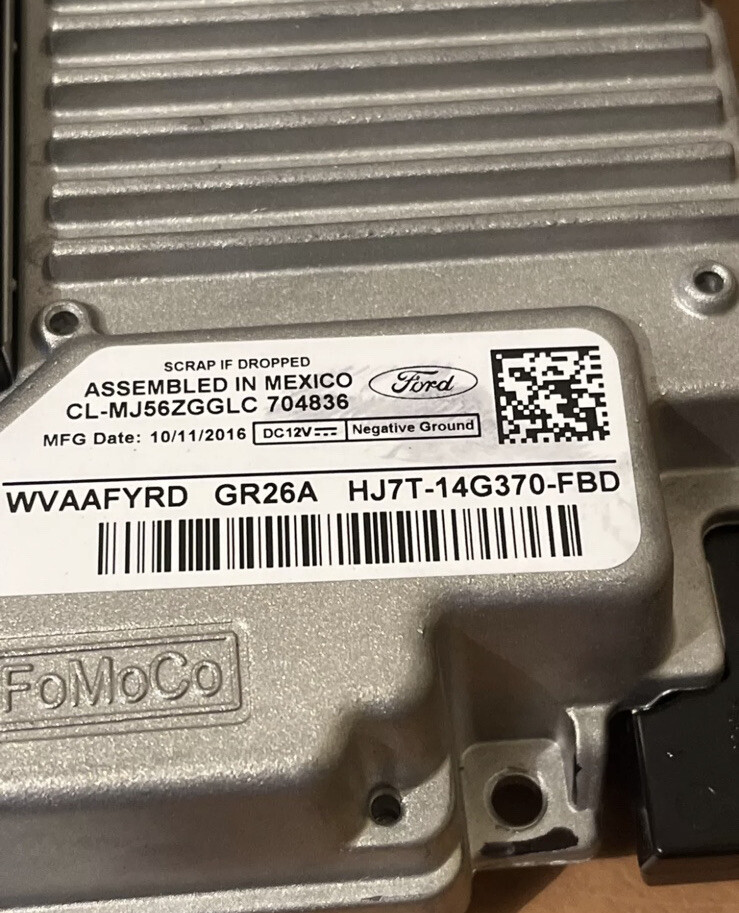 SCRAP IF DROPPED
ASSEMBLED IN MEXICO
Ford
CL-MJ56ZGGLC 704836
MFG Date: 10/11/2016
DC12V
Negative Ground
WVAAFYRD GR26A HJ7T-14G370-FBD
FoMoCo